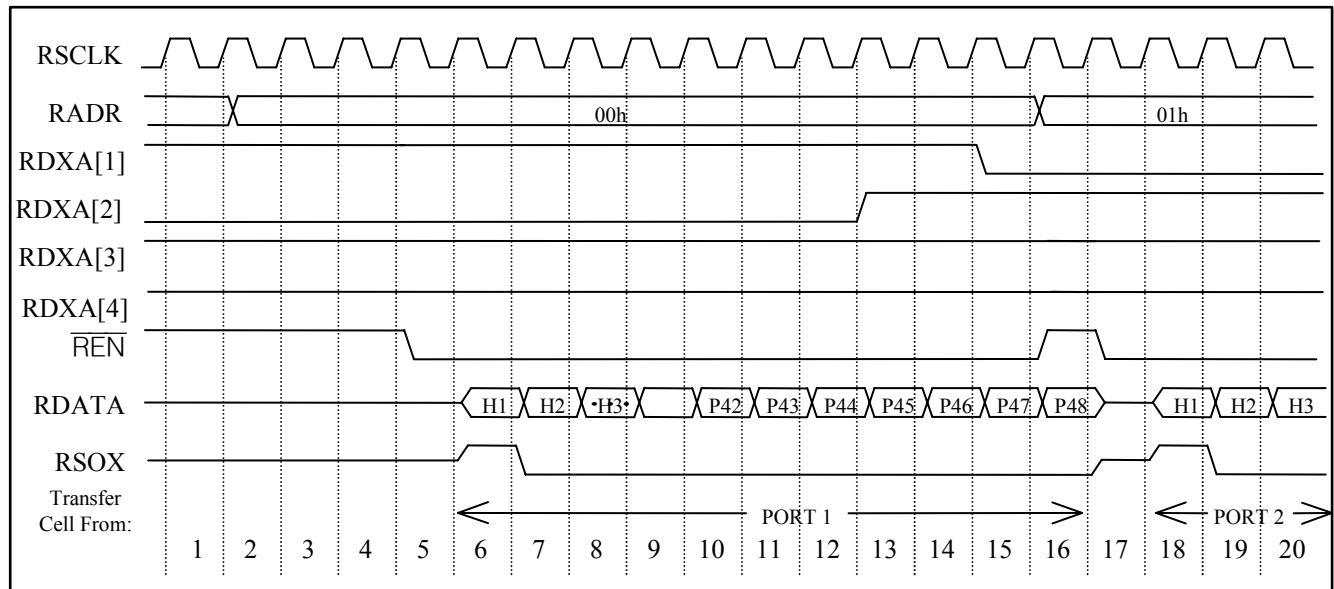 RSCLK
RADR 00h 01h
RDXA[1]
RDXA[2]
RDXA[3]
RDXA[4]
REN
RDATA H1 H2 H3 P42 P43 P44 P45 P46 P47 P48 H1 H2 H3
RSOX
Transfer
Cell From: PORT 1 PORT 2
1 2 3 4 5 6 7 8 9 10 11 12 13 14 15 16 17 18 19 20